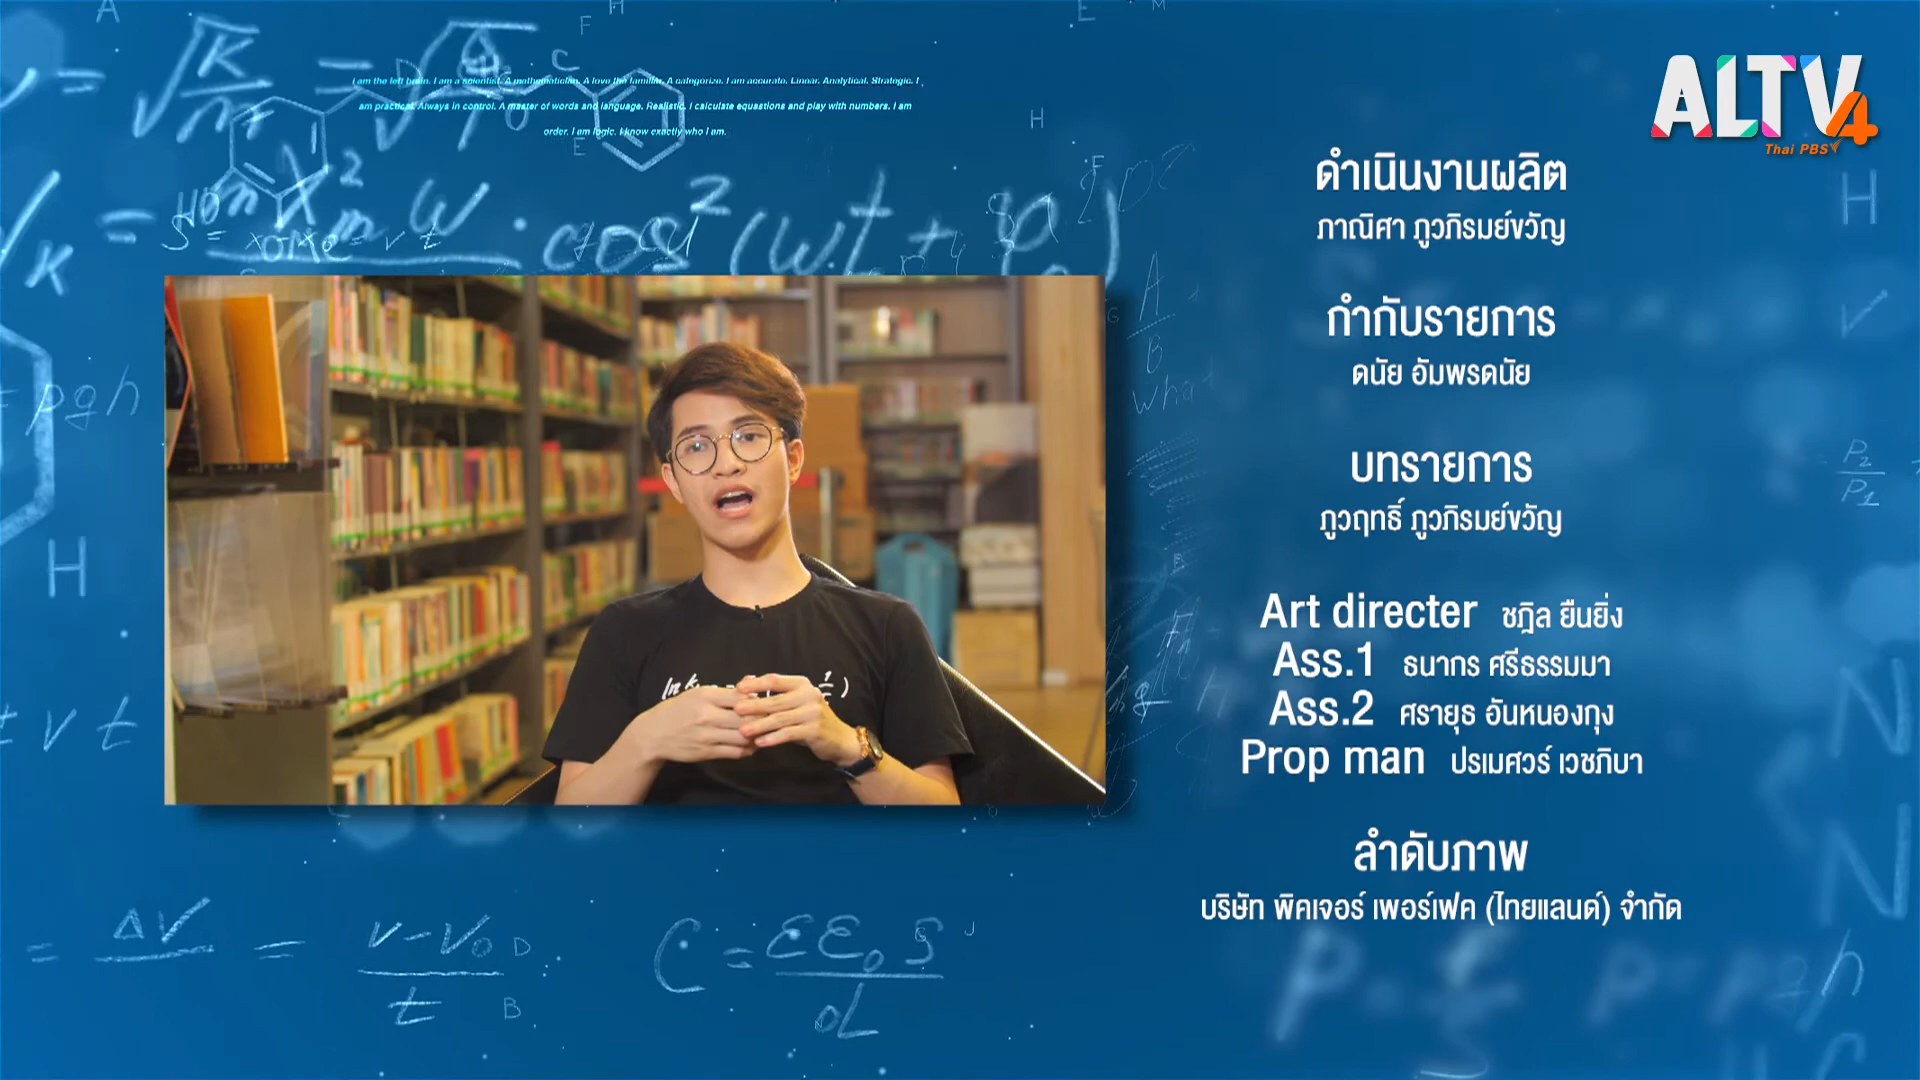 i am the left brain. I am a scientist. A mathematician. A love the familiar. A categorize. I am accurate. Linear. Analytical. Strategic. I
am practical. Always in control. A master of words and language. Realistic. I calculate equastions and play with numbers. I am
order. I am logic. I know exactly who I am.
ALTV4
Thai PBS
ดำเนินงานผลิต
ภาณิศา ภูวภิรมย์ขวัญ
กำกับรายการ
ดนัย อัมพรดนัย
บทรายการ
ภูวฤทธิ์ ภูวภิรมย์ขวัญ
Art directer ชฎิล ยืนยิ่ง
Ass.1 ธนากร ศรีธรรมมา
Ass.2 ศรายุธ อันหนองกุง
Prop man ปรเมศวร์ เวชภิบา
ลำดับภาพ
บริษัท พิคเจอร์ เพอร์เฟค (ไทยแลนด์) จำกัด